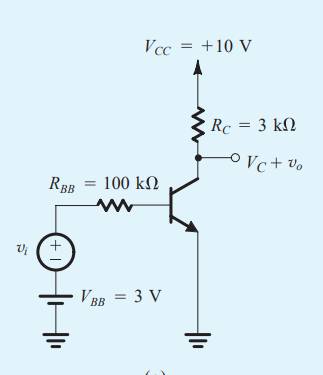 V_CC = +10 V
R_C = 3 kΩ
V_C + v_o
R_BB = 100 kΩ
v_i
+
−
V_BB = 3 V